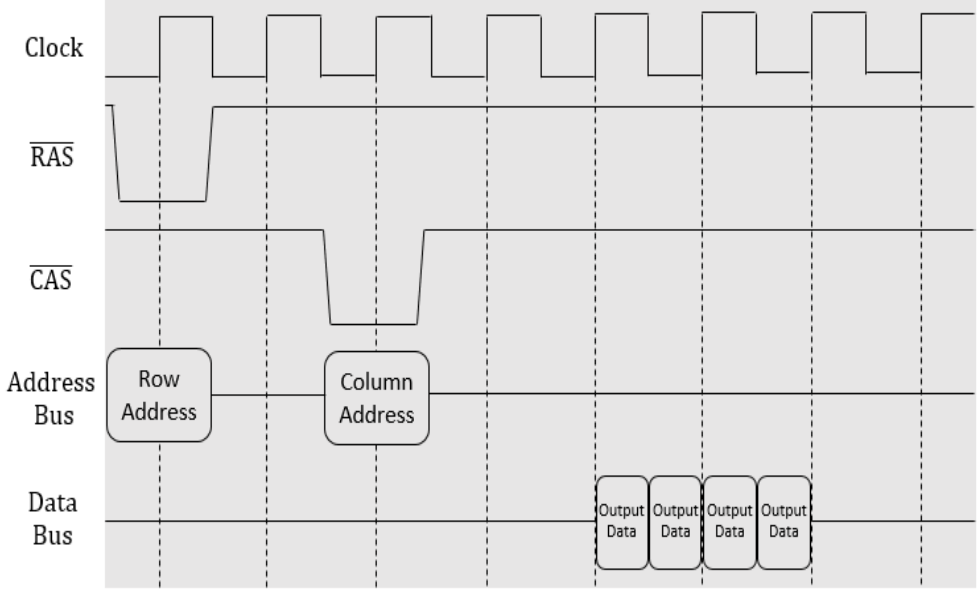 Clock
RAS
CAS
Address
Bus
Row
Address
Column
Address
Data
Bus
Output
Data
Output
Data
Output
Data
Output
Data